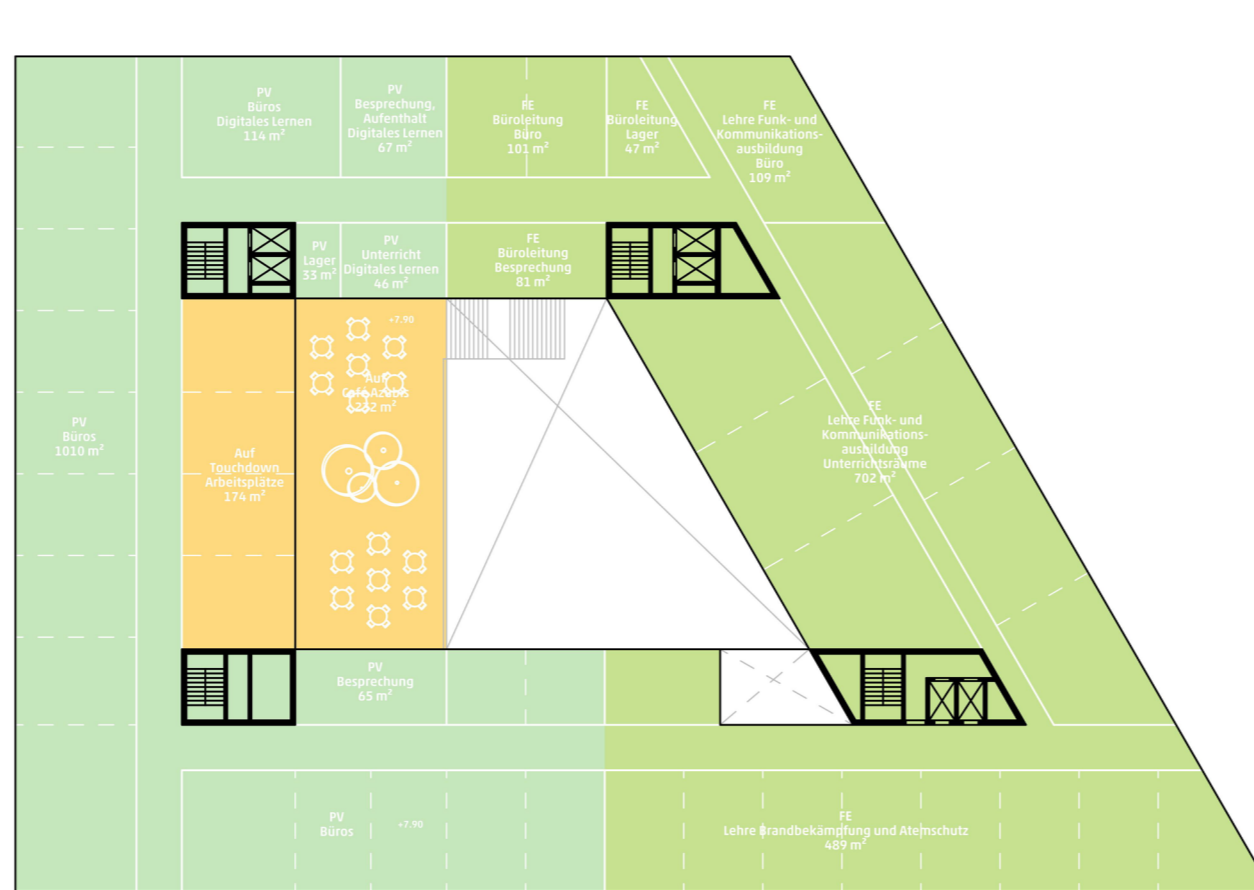 PV
Büros
Digitales Lernen
114 m²
PV
Besprechung,
Aufenthalt
Digitales Lernen
67 m²
FE
Büroleitung
Büro
101 m²
FE
Büroleitung
Lager
47 m²
FE
Lehre Funk- und
Kommunikations-
ausbildung
Büro
109 m²
PV
Lager
33 m²
PV
Unterricht
Digitales Lernen
46 m²
FE
Büroleitung
Besprechung
81 m²
+7.90
Auf
Café Azubis
232 m²
PV
Büros
1010 m²
Auf
Touchdown
Arbeitsplätze
174 m²
FE
Lehre Funk- und
Kommunikations-
ausbildung
Unterrichtsräume
702 m²
PV
Besprechung
65 m²
PV
Büros
+7.90
FE
Lehre Brandbekämpfung und Atemschutz
489 m²